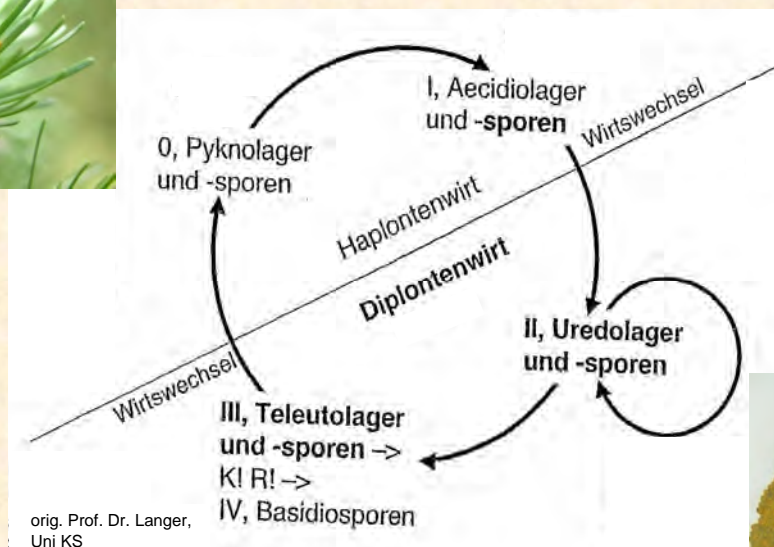 I, Aecidiolager
und -sporen
Wirtswechsel
0, Pyknolager
und -sporen
Haplontenwirt
Diplontenwirt
II, Uredolager
und -sporen
Wirtswechsel
III, Teleutolager
und -sporen –>
K! R! –>
IV, Basidiosporen
orig. Prof. Dr. Langer,
Uni KS